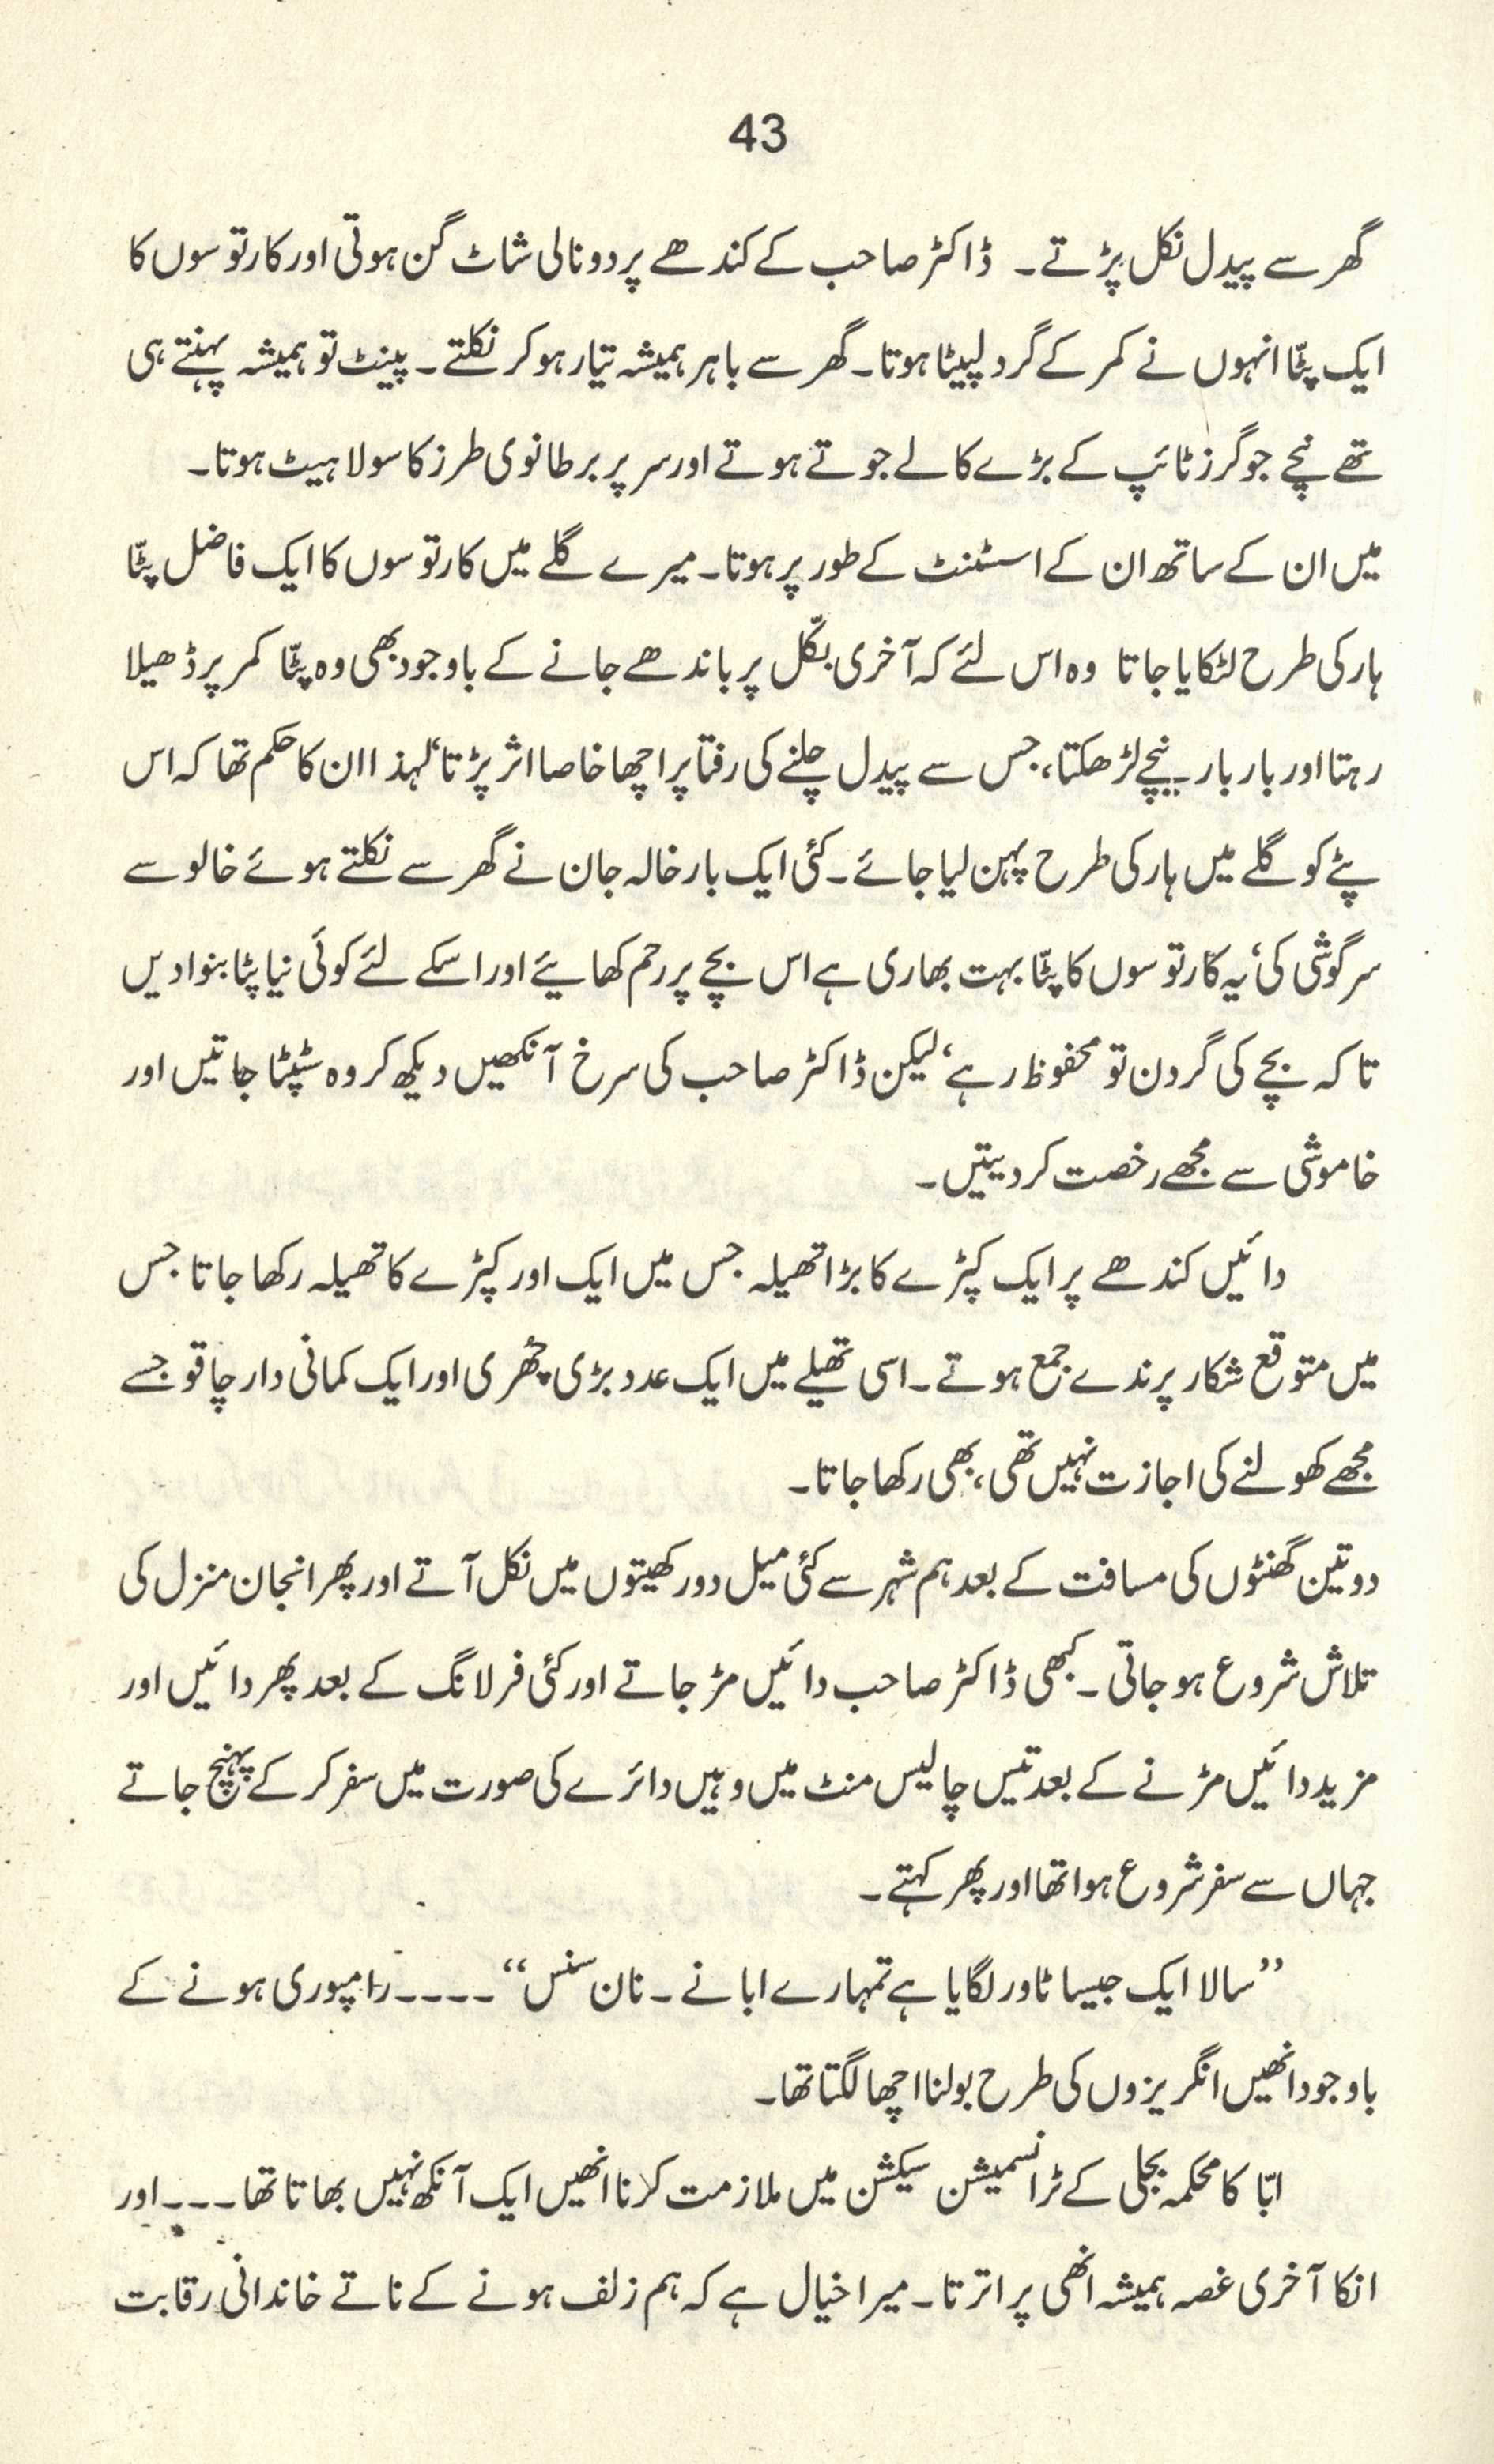 43
گھر سے پیدل نکل پڑتے۔ ڈاکٹر صاحب کے کندھے پر دو نالی شاٹ گن ہوتی اور کارتوسوں کا
ایک پٹّا انہوں نے کمر کے گرد لپیٹا ہوتا۔ گھر سے باہر ہمیشہ تیار ہو کر نکلتے۔ پینٹ تو ہمیشہ پہنتے ہی
تھے نیچے جوگرز ٹائپ کے بڑے کالے جوتے ہوتے اور سر پر برطانوی طرز کا سولا ہیٹ ہوتا۔
میں ان کے ساتھ ان کے اسسٹنٹ کے طور پر ہوتا۔ میرے گلے میں کارتوسوں کا ایک فاضل پٹّا
ہار کی طرح لٹکایا جاتا وہ اس لئے کہ آخری بکّل پر باندھے جانے کے باوجود بھی وہ پٹّا کمر پر ڈھیلا
رہتا اور بار بار نیچے لڑھکتا، جس سے پیدل چلنے کی رفتا پر اچھا خاصا اثر پڑتا‘ لہذا ان کا حکم تھا کہ اس
پٹے کو گلے میں ہار کی طرح پہن لیا جائے۔ کئی ایک بار خالہ جان نے گھر سے نکلتے ہوئے خالو سے
سرگوشی کی‘ یہ کارتوسوں کا پٹّا بہت بھاری ہے اس بچے پر رحم کھایئے اور اسکے لئے کوئی نیا پٹا بنوا دیں
تاکہ بچے کی گردن تو محفوظ رہے‘ لیکن ڈاکٹر صاحب کی سرخ آنکھیں دیکھ کر وہ سٹپٹا جاتیں اور
خاموشی سے مجھے رخصت کر دیتیں۔
دائیں کندھے پر ایک کپڑے کا بڑا تھیلہ جس میں ایک اور کپڑے کا تھیلہ رکھا جاتا جس
میں متوقع شکار پرندے جمع ہوتے۔ اسی تھیلے میں ایک عدد بڑی چُھری اور ایک کمانی دار چاقو جسے
مجھے کھولنے کی اجازت نہیں تھی، بھی رکھا جاتا۔
دو تین گھنٹوں کی مسافت کے بعد ہم شہر سے کئی میل دور کھیتوں میں نکل آتے اور پھر انجان منزل کی
تلاش شروع ہو جاتی۔ کبھی ڈاکٹر صاحب دائیں مڑ جاتے اور کئی فرلانگ کے بعد پھر دائیں اور
مزید دائیں مڑنے کے بعد تیس چالیس منٹ میں وہیں دائرے کی صورت میں سفر کر کے پہنچ جاتے
جہاں سے سفر شروع ہوا تھا اور پھر کہتے۔
”سالا ایک جیسا ٹاور لگایا ہے تمہارے ابا نے۔ نان سنس“ ۔۔۔۔ رامپوری ہونے کے
باوجود انھیں انگریزوں کی طرح بولنا اچھا لگتا تھا۔
ابّا کا محکمہ بجلی کے ٹرانسمیشن سیکشن میں ملازمت کرنا انھیں ایک آنکھ نہیں بھاتا تھا۔۔۔ اور
انکا آخری غصہ ہمیشہ انھی پر اترتا۔ میرا خیال ہے کہ ہم زلف ہونے کے ناتے خاندانی رقابت